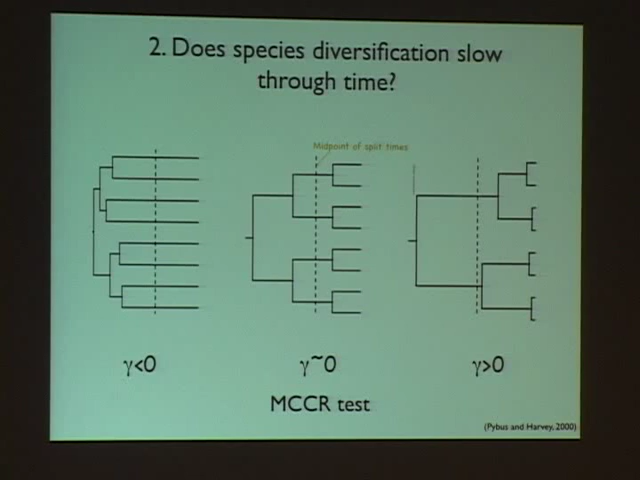 2. Does species diversification slow
through time?
Midpoint of split times
γ<0
γ~0
γ>0
MCCR test
(Pybus and Harvey, 2000)